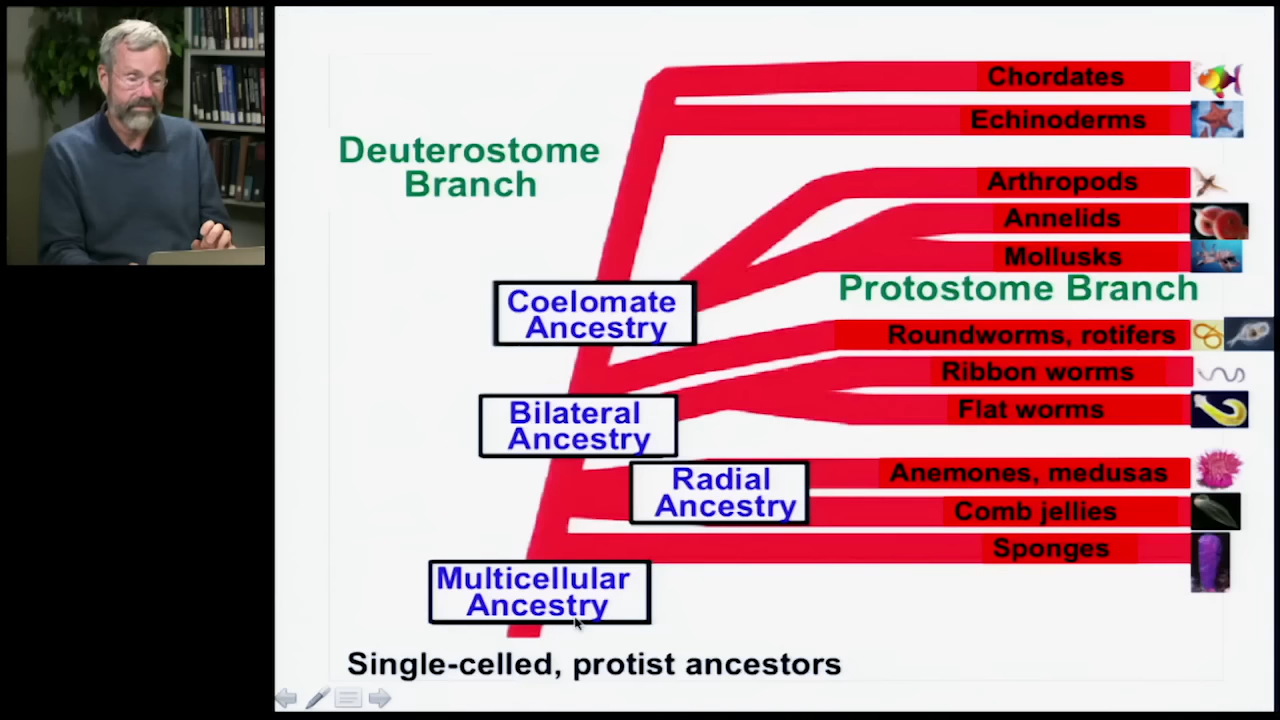 Chordates
Echinoderms
Deuterostome
Branch
Arthropods
Annelids
Mollusks
Protostome Branch
Coelomate
Ancestry
Roundworms, rotifers
Ribbon worms
Flat worms
Bilateral
Ancestry
Radial
Ancestry
Anemones, medusas
Comb jellies
Sponges
Multicellular
Ancestry
Single-celled, protist ancestors